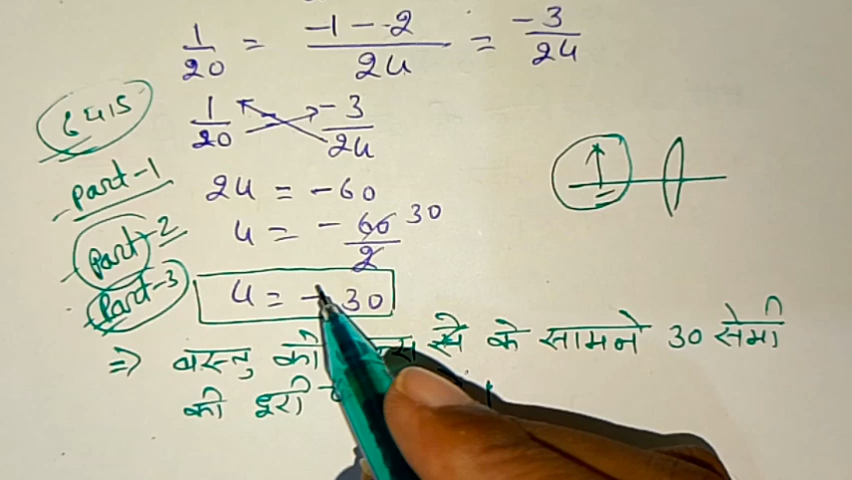 1/20 = -1--2/2u = -3/2u
6415
1/20 -3/2u
Part-1
2u = -60
Part-2
u = -60/2 30
Part-3
u = - 30
⇒ वस्तु को के सामने 30 सेमी
की दूरी